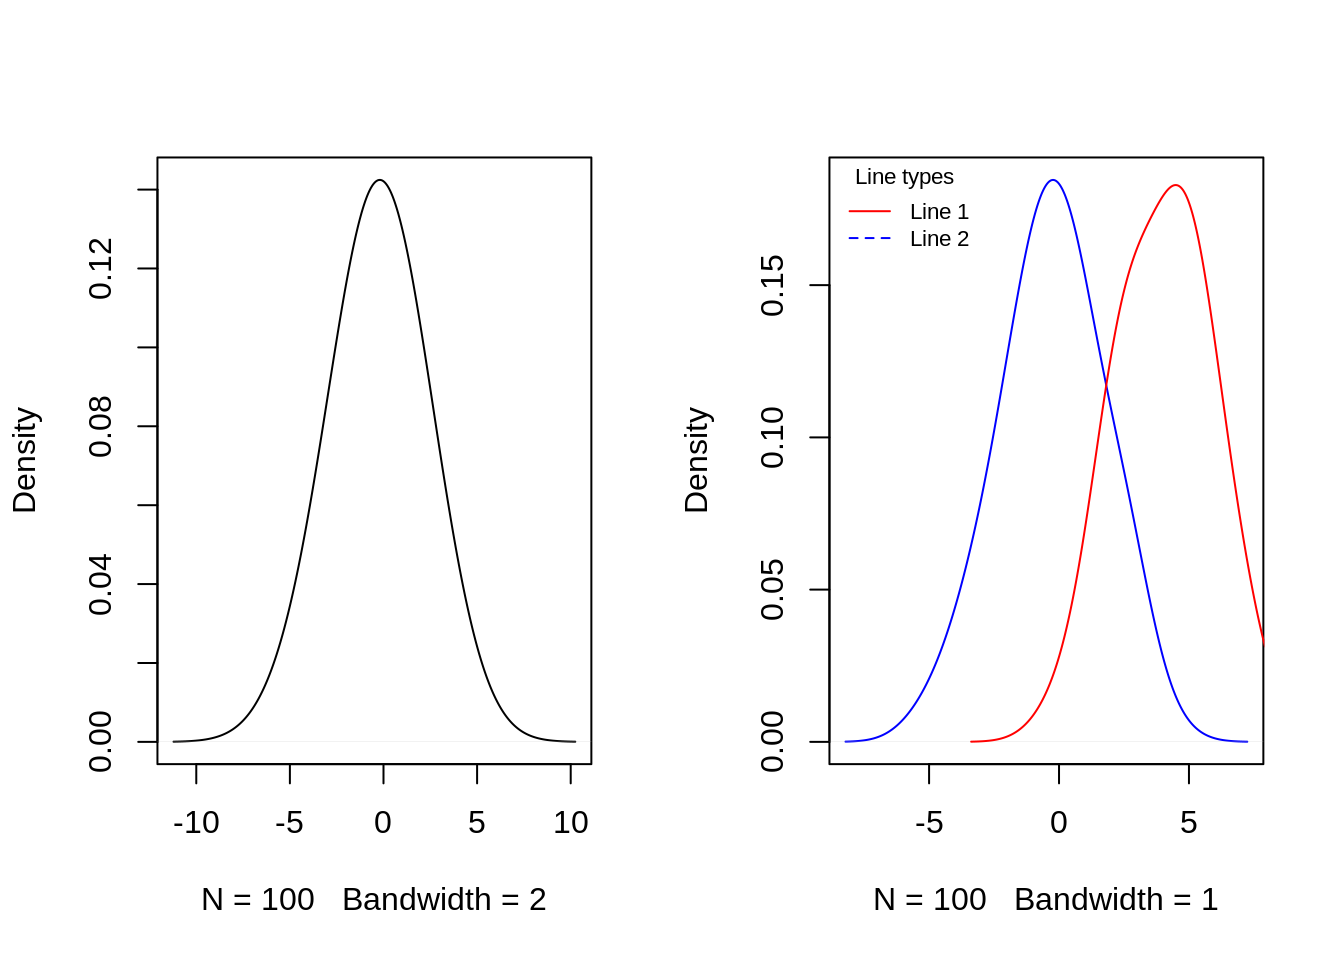 Density
0.00 0.04 0.08 0.12
-10 -5 0 5 10
N = 100 Bandwidth = 2
Line types
Line 1
Line 2
Density
0.00 0.05 0.10 0.15
-5 0 5
N = 100 Bandwidth = 1